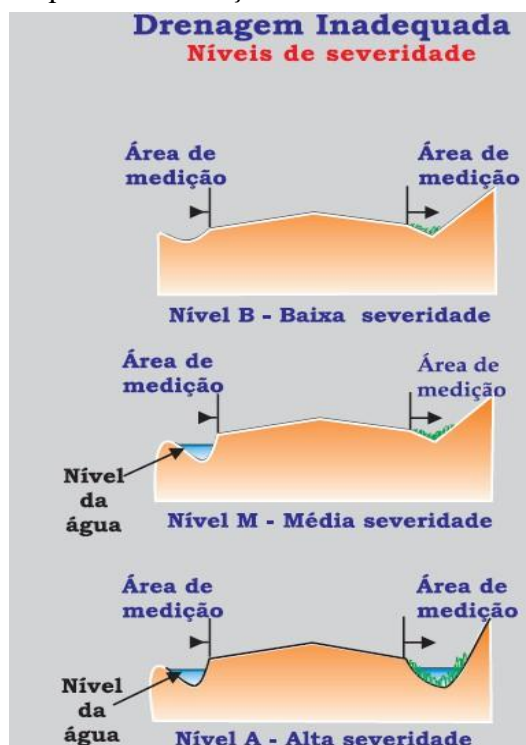 Drenagem Inadequada
Níveis de severidade
Área de
medição
Área de
medição
Nível B - Baixa severidade
Área de
medição
Área de
medição
Nível
da
água
Nível M - Média severidade
Área de
medição
Área de
medição
Nível
da
água
Nível A - Alta severidade